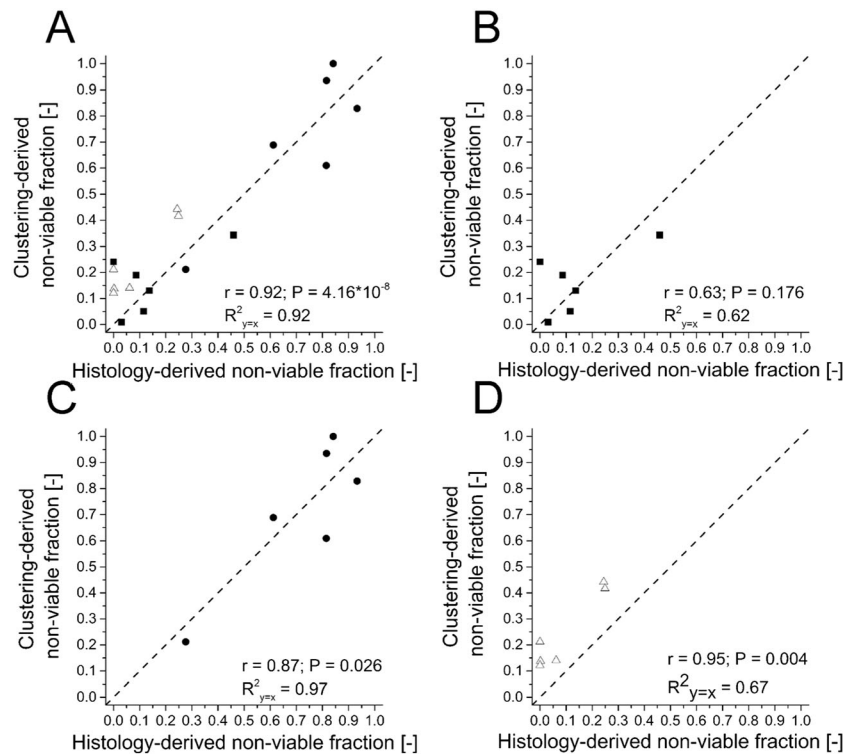 A
Clustering-derived
non-viable fraction [-]
1.0
0.9
0.8
0.7
0.6
0.5
0.4
0.3
0.2
0.1
0.0
r = 0.92; P = 4.16*10⁻⁸
R²y=x = 0.92
0.0 0.1 0.2 0.3 0.4 0.5 0.6 0.7 0.8 0.9 1.0
Histology-derived non-viable fraction [-]
B
Clustering-derived
non-viable fraction [-]
1.0
0.9
0.8
0.7
0.6
0.5
0.4
0.3
0.2
0.1
0.0
r = 0.63; P = 0.176
R²y=x = 0.62
0.0 0.1 0.2 0.3 0.4 0.5 0.6 0.7 0.8 0.9 1.0
Histology-derived non-viable fraction [-]
C
Clustering-derived
non-viable fraction [-]
1.0
0.9
0.8
0.7
0.6
0.5
0.4
0.3
0.2
0.1
0.0
r = 0.87; P = 0.026
R²y=x = 0.97
0.0 0.1 0.2 0.3 0.4 0.5 0.6 0.7 0.8 0.9 1.0
Histology-derived non-viable fraction [-]
D
Clustering-derived
non-viable fraction [-]
1.0
0.9
0.8
0.7
0.6
0.5
0.4
0.3
0.2
0.1
0.0
r = 0.95; P = 0.004
R²y=x = 0.67
0.0 0.1 0.2 0.3 0.4 0.5 0.6 0.7 0.8 0.9 1.0
Histology-derived non-viable fraction [-]